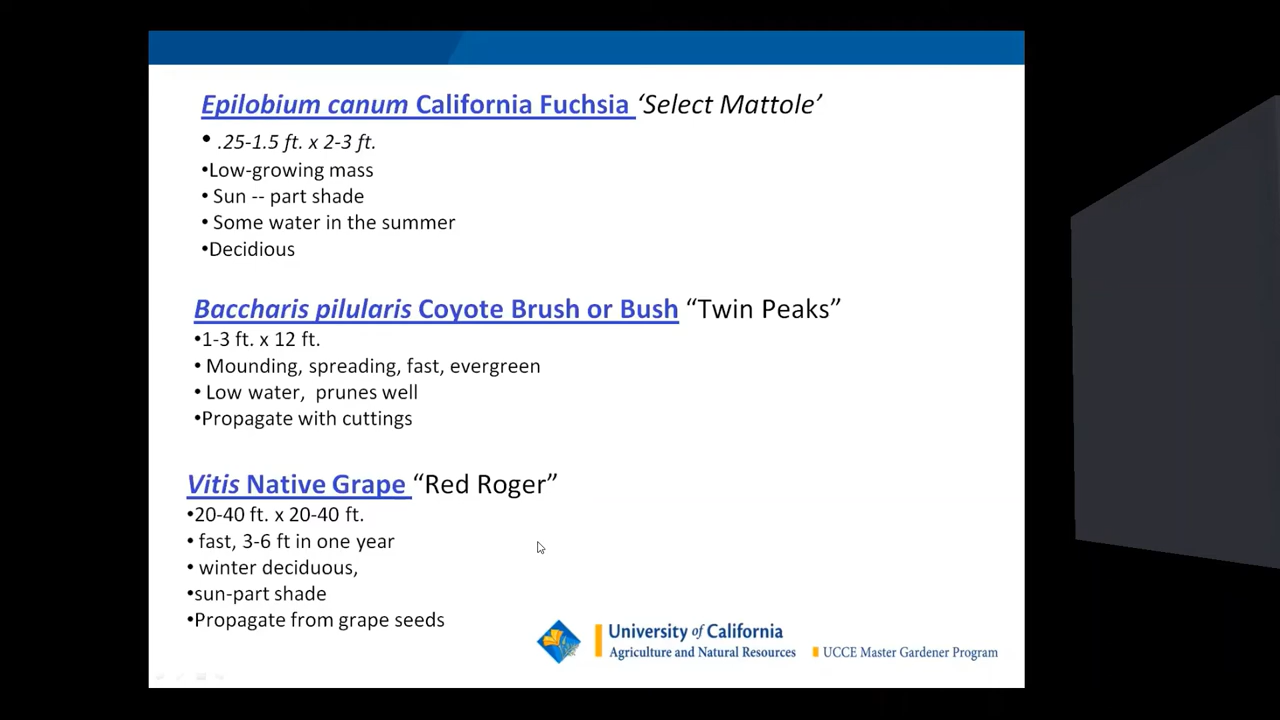 Epilobium canum California Fuchsia ‘Select Mattole’
• .25-1.5 ft. x 2-3 ft.
•Low-growing mass
• Sun -- part shade
• Some water in the summer
•Decidious
Baccharis pilularis Coyote Brush or Bush “Twin Peaks”
•1-3 ft. x 12 ft.
• Mounding, spreading, fast, evergreen
• Low water,  prunes well
•Propagate with cuttings
Vitis Native Grape “Red Roger”
•20-40 ft. x 20-40 ft.
• fast, 3-6 ft in one year
• winter deciduous,
•sun-part shade
•Propagate from grape seeds
University of California
Agriculture and Natural Resources
UCCE Master Gardener Program